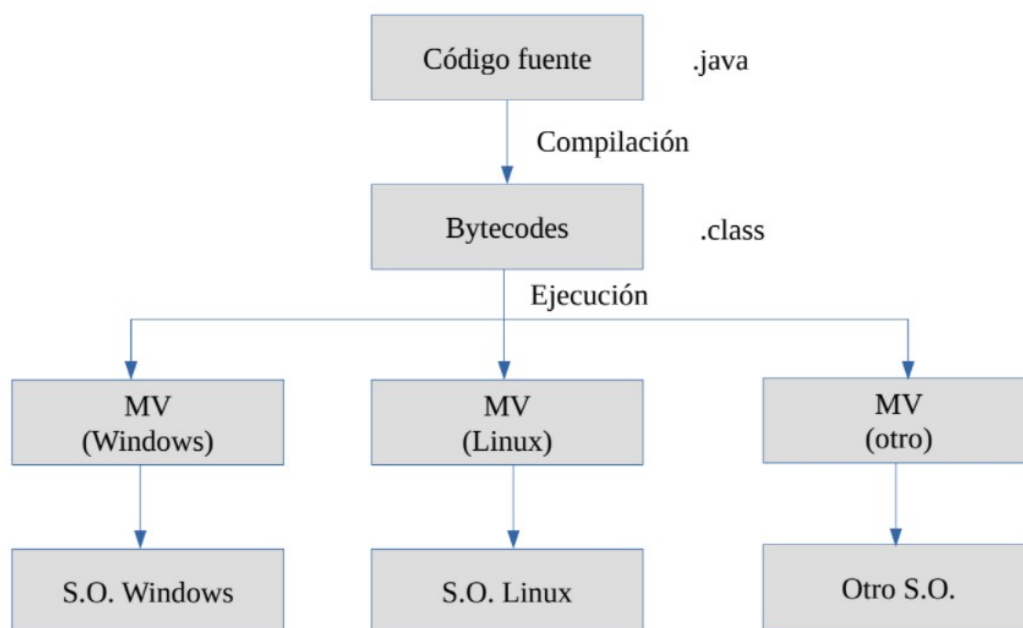 Código fuente
.java
Compilación
Bytecodes
.class
Ejecución
MV
(Windows)
MV
(Linux)
MV
(otro)
S.O. Windows
S.O. Linux
Otro S.O.